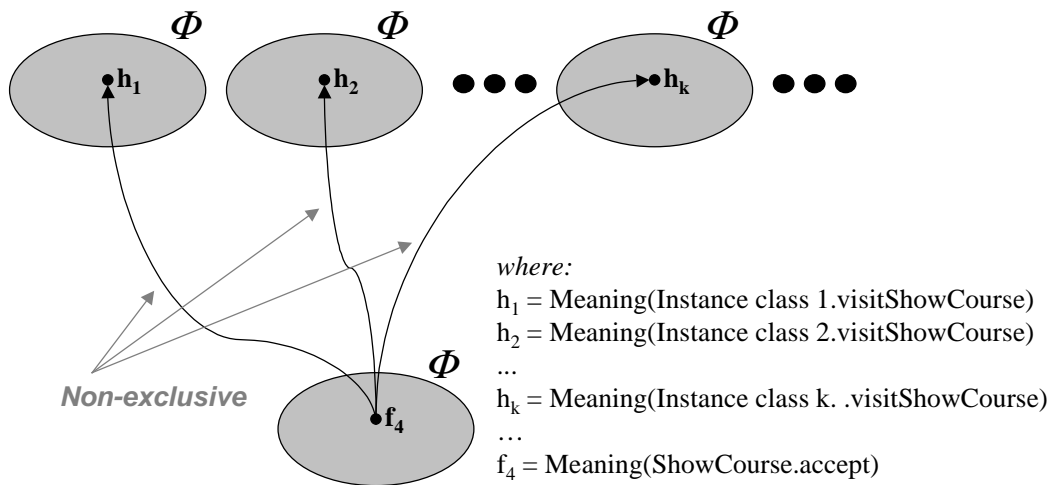 Φ Φ Φ
h₁ h₂ hₖ
where:
h₁ = Meaning(Instance class 1.visitShowCourse)
h₂ = Meaning(Instance class 2.visitShowCourse)
...
hₖ = Meaning(Instance class k. .visitShowCourse)
…
f₄ = Meaning(ShowCourse.accept)
Non-exclusive
Φ
f₄